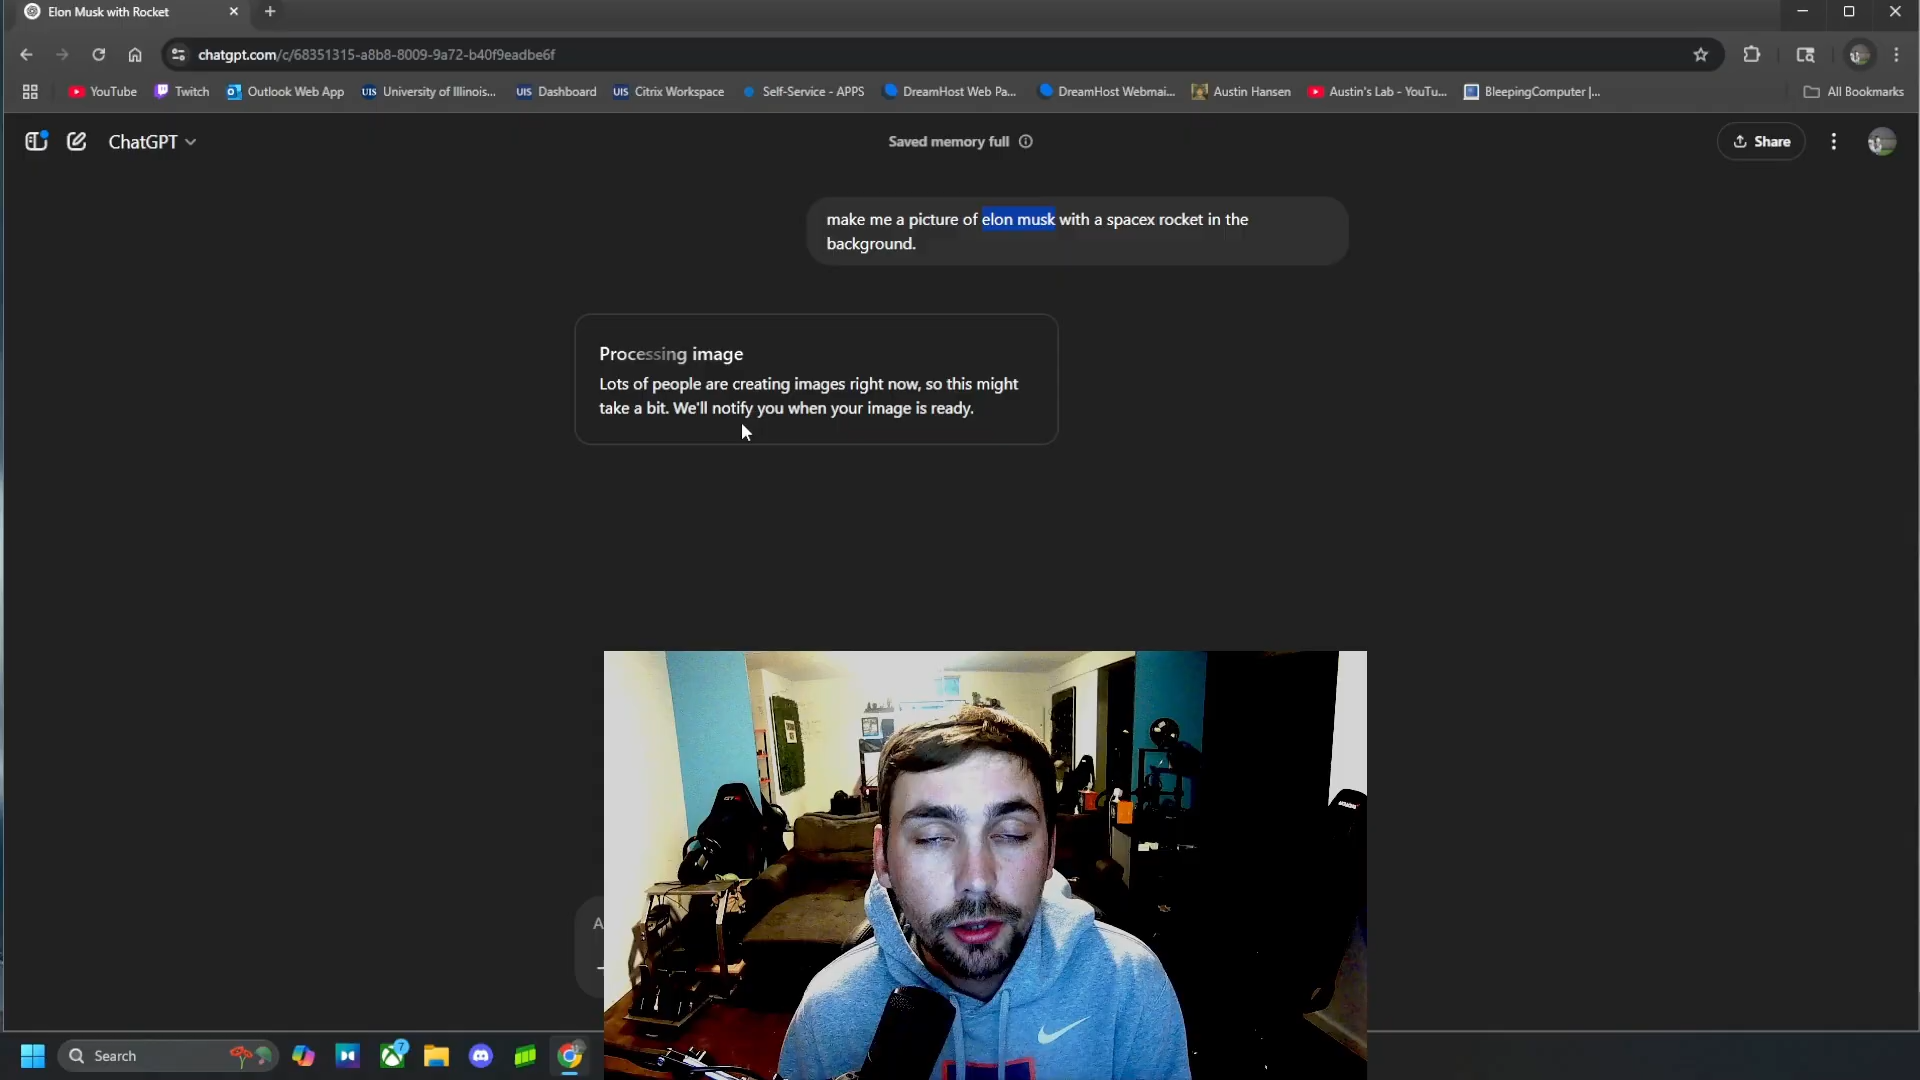 Elon Musk with Rocket
chatgpt.com/c/68351315-a8b8-8009-9a72-b40f9eadbe6f
YouTube
Twitch
Outlook Web App
UIS
University of Illinois...
UIS
Dashboard
UIS
Citrix Workspace
Self-Service - APPS
DreamHost Web Pa...
DreamHost Webmai...
Austin Hansen
Austin's Lab - YouTu...
BleepingComputer |...
All Bookmarks
ChatGPT
Saved memory full
Share
make me a picture of elon musk with a spacex rocket in the
background.
Processing image
Lots of people are creating images right now, so this might
take a bit. We'll notify you when your image is ready.
A
Search
7